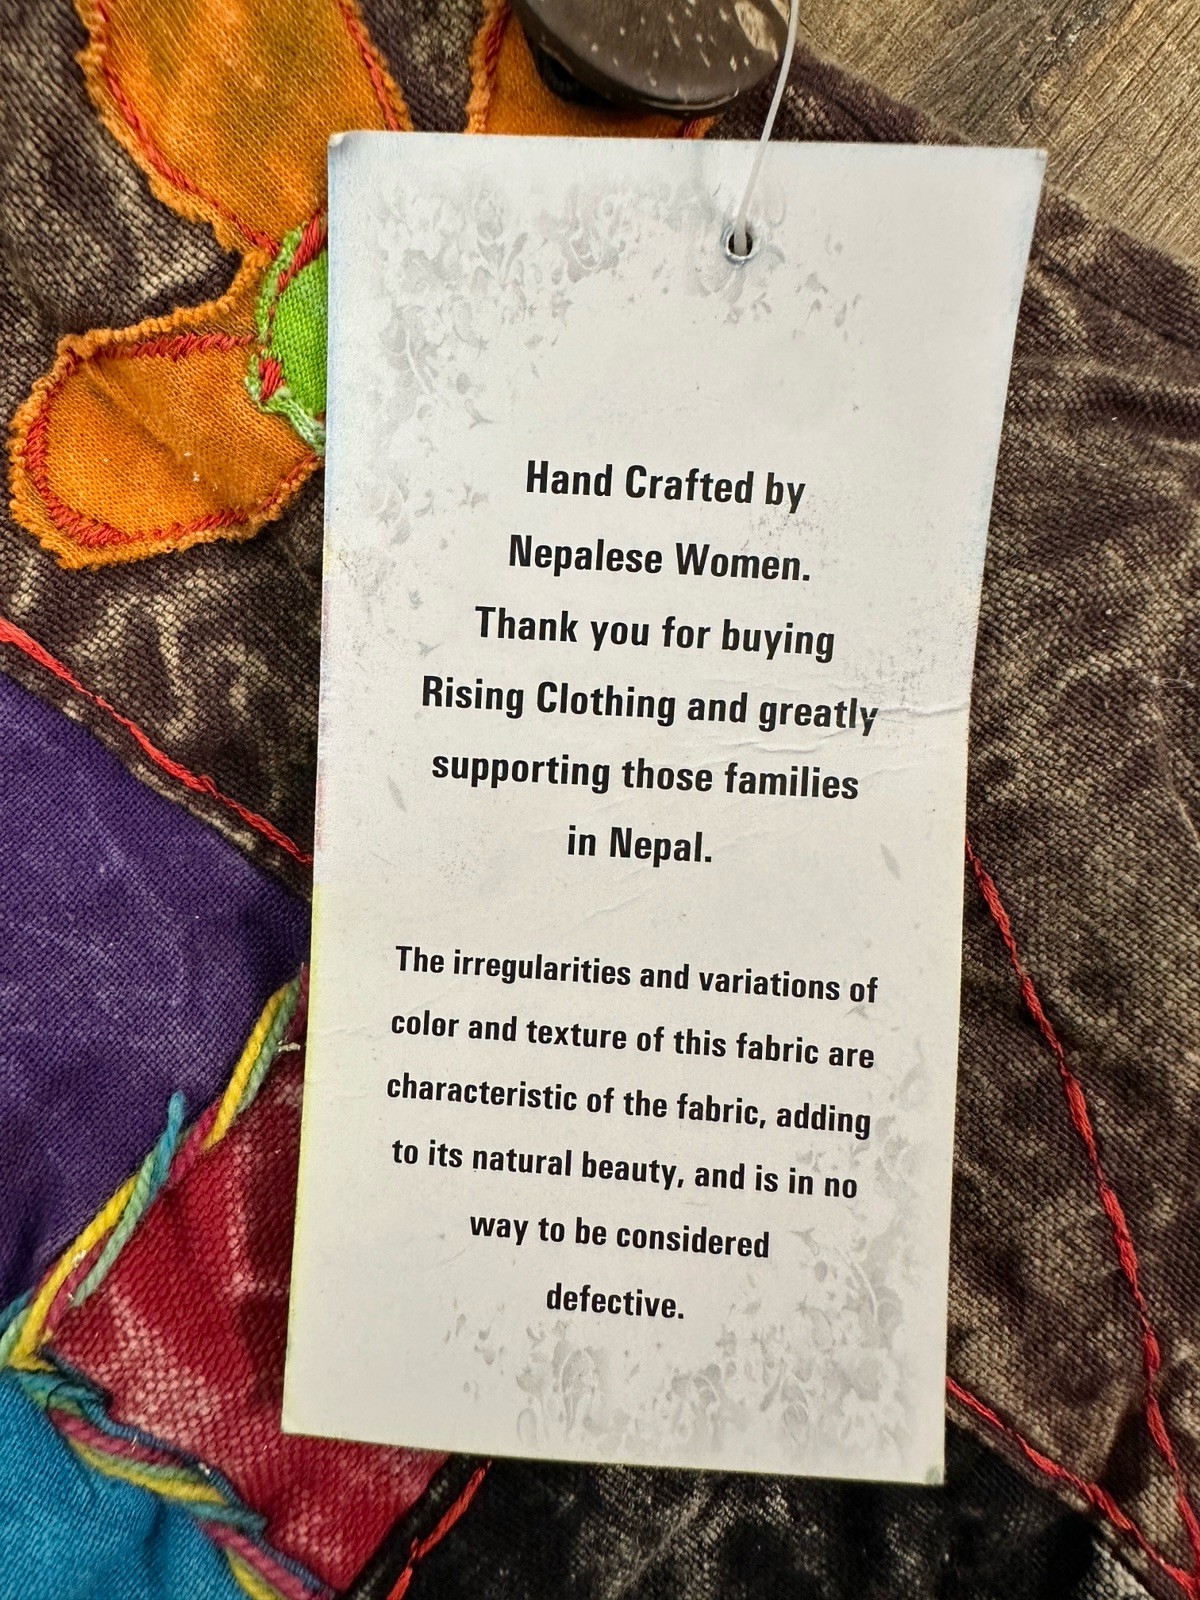 Hand Crafted by
Nepalese Women.
Thank you for buying
Rising Clothing and greatly
supporting those families
in Nepal.
The irregularities and variations of
color and texture of this fabric are
characteristic of the fabric, adding
to its natural beauty, and is in no
way to be considered
defective.